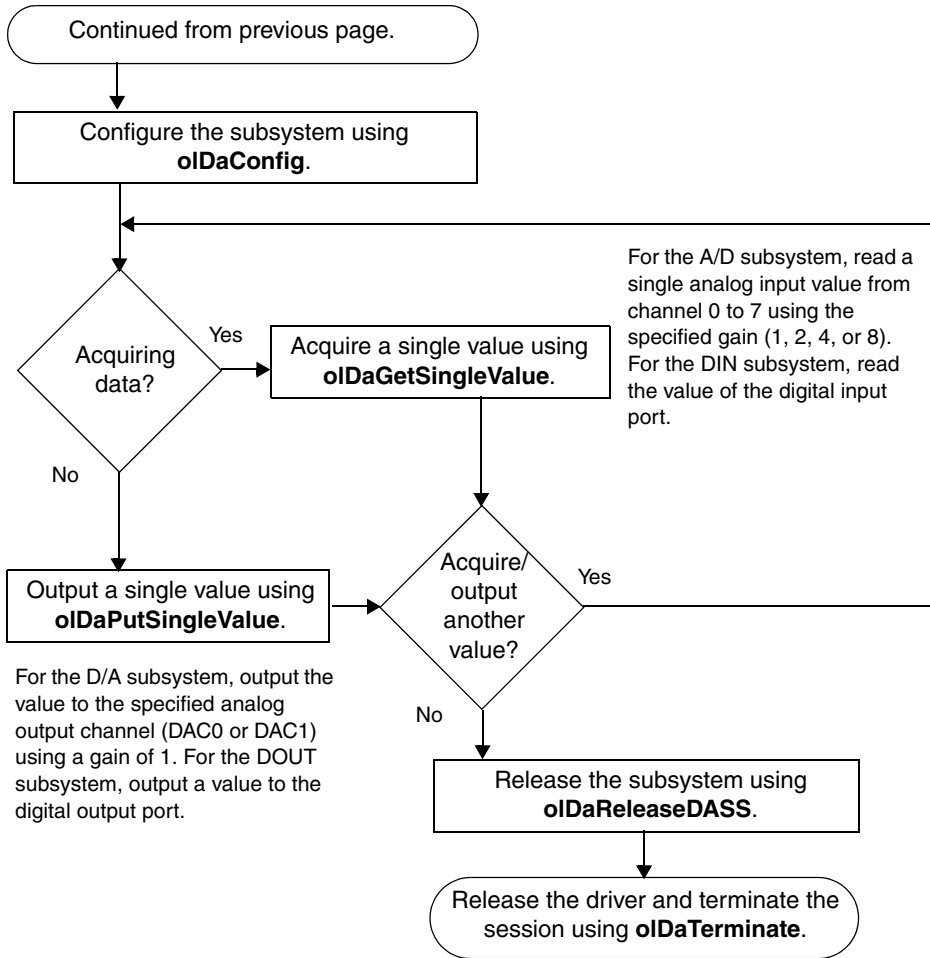 Continued from previous page.
Configure the subsystem using
olDaConfig.
For the A/D subsystem, read a
single analog input value from
channel 0 to 7 using the
specified gain (1, 2, 4, or 8).
For the DIN subsystem, read
the value of the digital input
port.
Acquiring
data?
Yes
Acquire a single value using
olDaGetSingleValue.
No
Output a single value using
olDaPutSingleValue.
Acquire/
output
another
value?
Yes
For the D/A subsystem, output the
value to the specified analog
output channel (DAC0 or DAC1)
using a gain of 1. For the DOUT
subsystem, output a value to the
digital output port.
No
Release the subsystem using
olDaReleaseDASS.
Release the driver and terminate the
session using olDaTerminate.